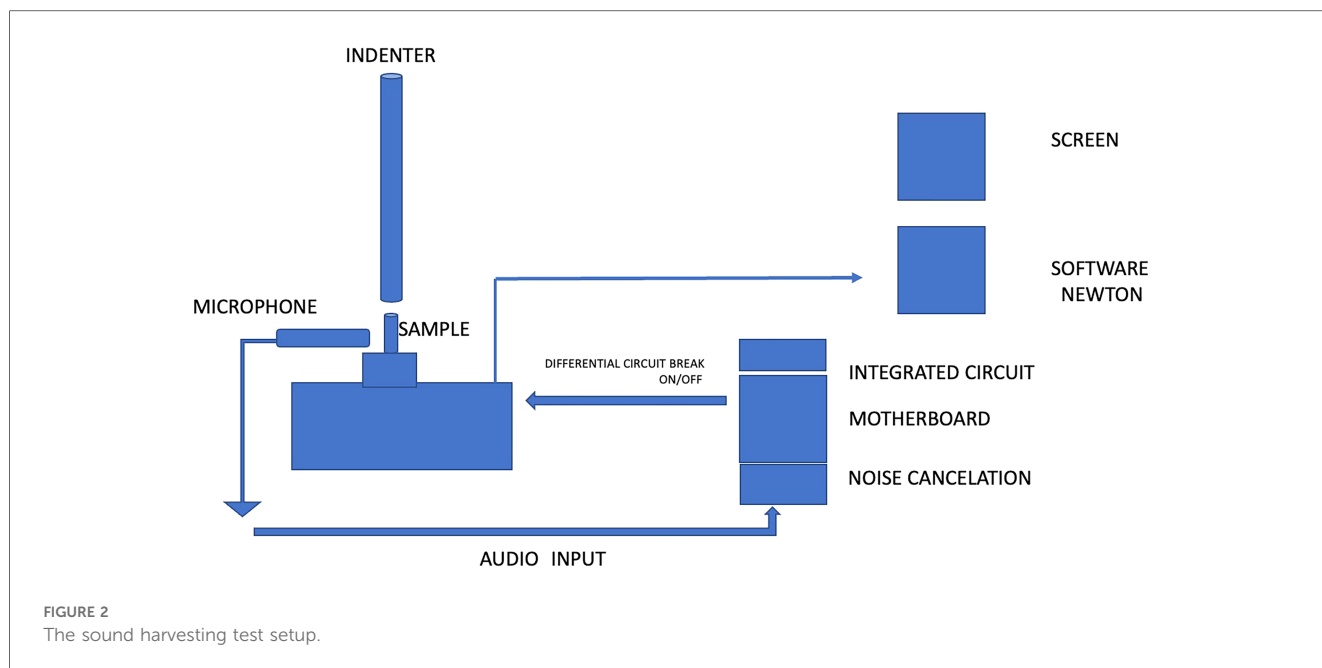 INDENTER
SCREEN
MICROPHONE
SAMPLE
SOFTWARE
NEWTON
DIFFERENTIAL CIRCUIT BREAK
ON/OFF
INTEGRATED CIRCUIT
MOTHERBOARD
NOISE CANCELATION
AUDIO INPUT
FIGURE 2
The sound harvesting test setup.